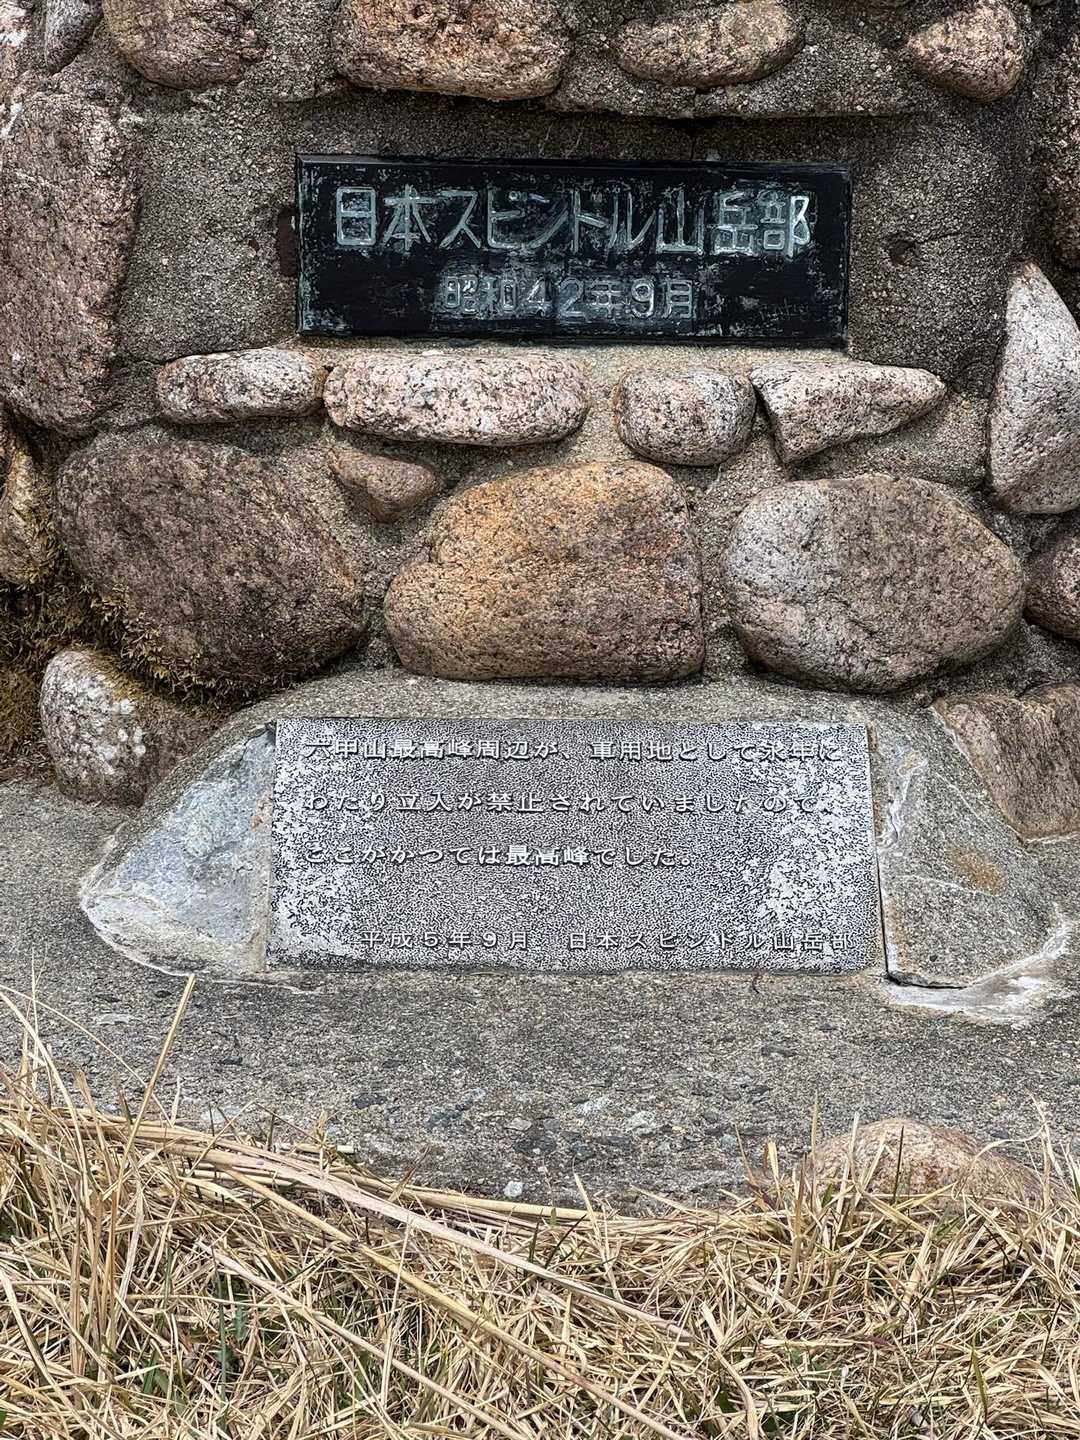 日本スピンドル山岳部
昭和42年9月
六甲山最高峰周辺が、軍用地として永年に
わたり立入が禁止されていましたので、
ここがかつては最高峰でした。
平成5年9月 日本スピンドル山岳部